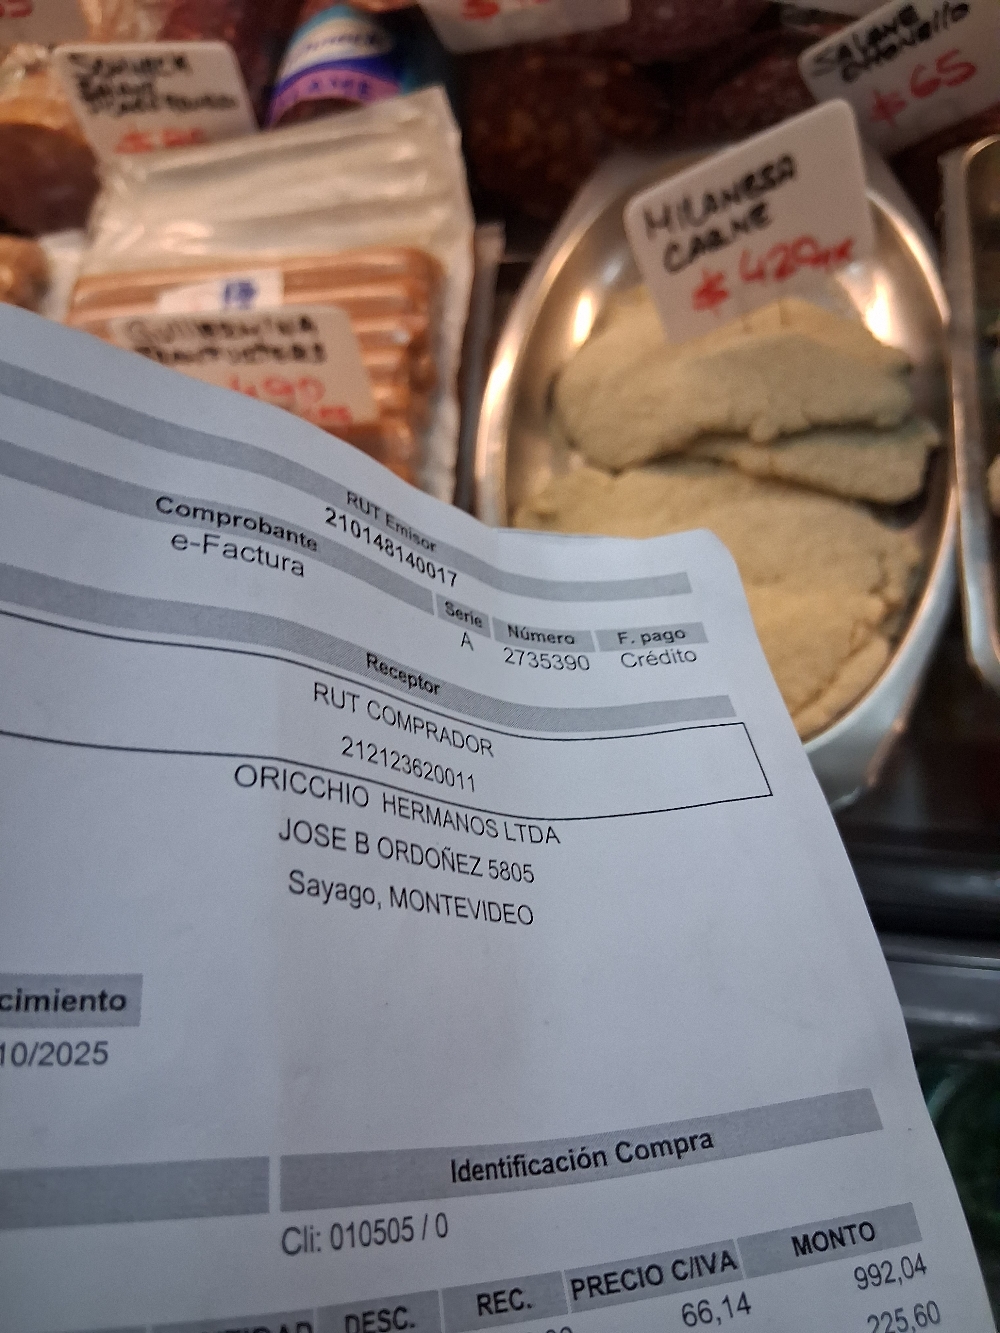 SALAME
$65
MILANESA
CARNE
$ 420
490
RUT Emisor
210148140017
Comprobante
e-Factura
Serie
A
Número
2735390
F. pago
Crédito
Receptor
RUT COMPRADOR
212123620011
ORICCHIO HERMANOS LTDA
JOSE B ORDOÑEZ 5805
Sayago, MONTEVIDEO
cimiento
10/2025
Identificación Compra
Cli: 010505 / 0
DESC. REC. PRECIO C/IVA MONTO
66,14 992,04
225,60